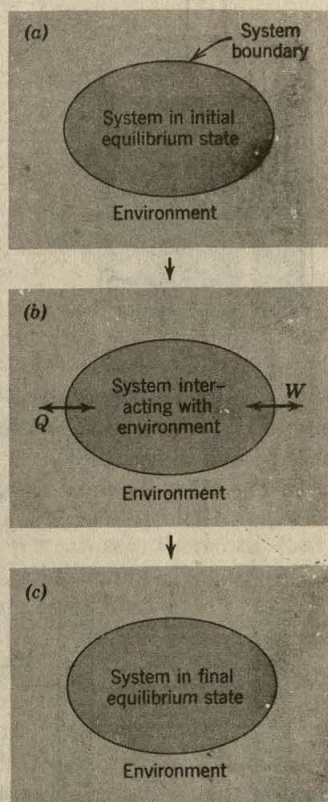 (a)
System
boundary
System in initial
equilibrium state
Environment
(b)
System inter-
acting with
environment
Q
W
Environment
(c)
System in final
equilibrium state
Environment